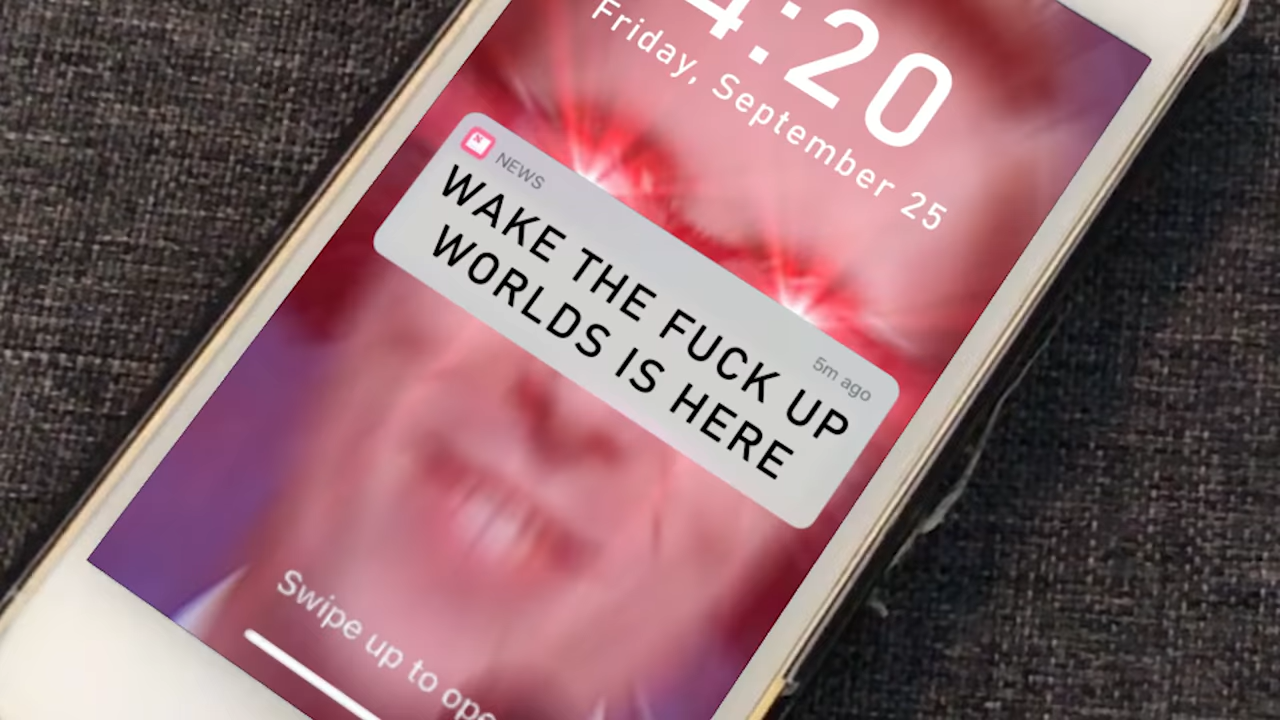 4:20
Friday, September 25
NEWS
5m ago
WAKE THE FUCK UP
WORLDS IS HERE
Swipe up to ope